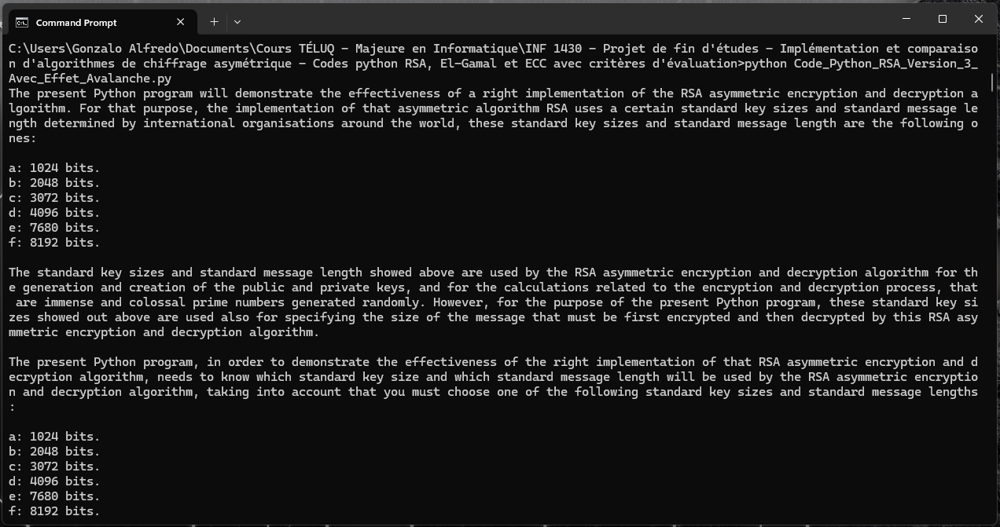 Command Prompt
C:\Users\Gonzalo Alfredo\Documents\Cours TÉLUQ - Majeure en Informatique\INF 1430 - Projet de fin d'études - Implémentation et comparaiso
n d'algorithmes de chiffrage asymétrique - Codes python RSA, El-Gamal et ECC avec critères d'évaluation>python Code_Python_RSA_Version_3_
Avec_Effet_Avalanche.py
The present Python program will demonstrate the effectiveness of a right implementation of the RSA asymmetric encryption and decryption a
lgorithm. For that purpose, the implementation of that asymmetric algorithm RSA uses a certain standard key sizes and standard message le
ngth determined by international organisations around the world, these standard key sizes and standard message length are the following o
nes:
a: 1024 bits.
b: 2048 bits.
c: 3072 bits.
d: 4096 bits.
e: 7680 bits.
f: 8192 bits.
The standard key sizes and standard message length showed above are used by the RSA asymmetric encryption and decryption algorithm for th
e generation and creation of the public and private keys, and for the calculations related to the encryption and decryption process, that
 are immense and colossal prime numbers generated randomly. However, for the purpose of the present Python program, these standard key si
zes showed out above are used also for specifying the size of the message that must be first encrypted and then decrypted by this RSA asy
mmetric encryption and decryption algorithm.
The present Python program, in order to demonstrate the effectiveness of the right implementation of that RSA asymmetric encryption and d
ecryption algorithm, needs to know which standard key size and which standard message length will be used by the RSA asymmetric encryptio
n and decryption algorithm, taking into account that you must choose one of the following standard key sizes and standard message lengths
:
a: 1024 bits.
b: 2048 bits.
c: 3072 bits.
d: 4096 bits.
e: 7680 bits.
f: 8192 bits.